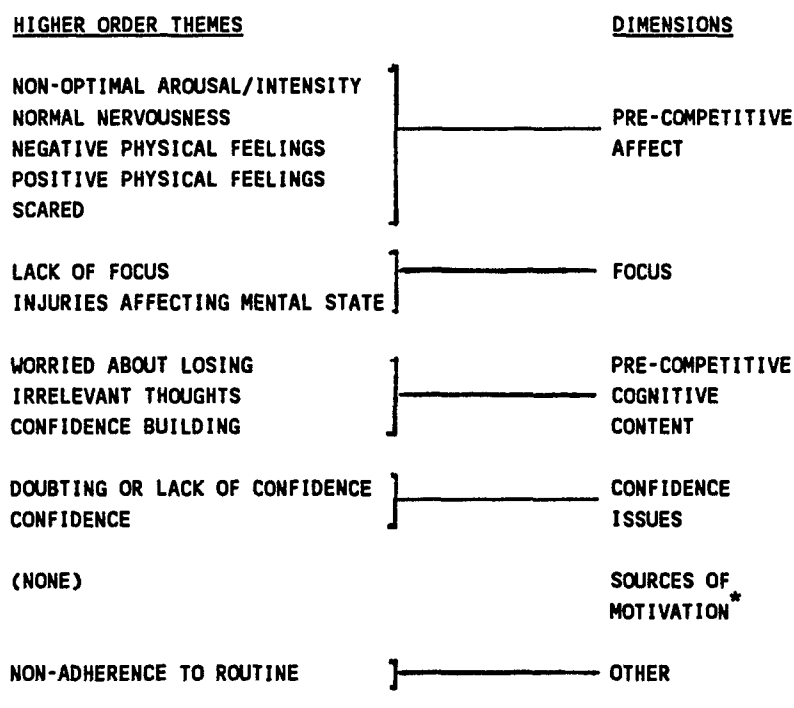 HIGHER ORDER THEMES DIMENSIONS
NON-OPTIMAL AROUSAL/INTENSITY
NORMAL NERVOUSNESS PRE-COMPETITIVE
NEGATIVE PHYSICAL FEELINGS AFFECT
POSITIVE PHYSICAL FEELINGS
SCARED
LACK OF FOCUS FOCUS
INJURIES AFFECTING MENTAL STATE
WORRIED ABOUT LOSING PRE-COMPETITIVE
IRRELEVANT THOUGHTS COGNITIVE
CONFIDENCE BUILDING CONTENT
DOUBTING OR LACK OF CONFIDENCE CONFIDENCE
CONFIDENCE ISSUES
(NONE) SOURCES OF
MOTIVATION*
NON-ADHERENCE TO ROUTINE OTHER